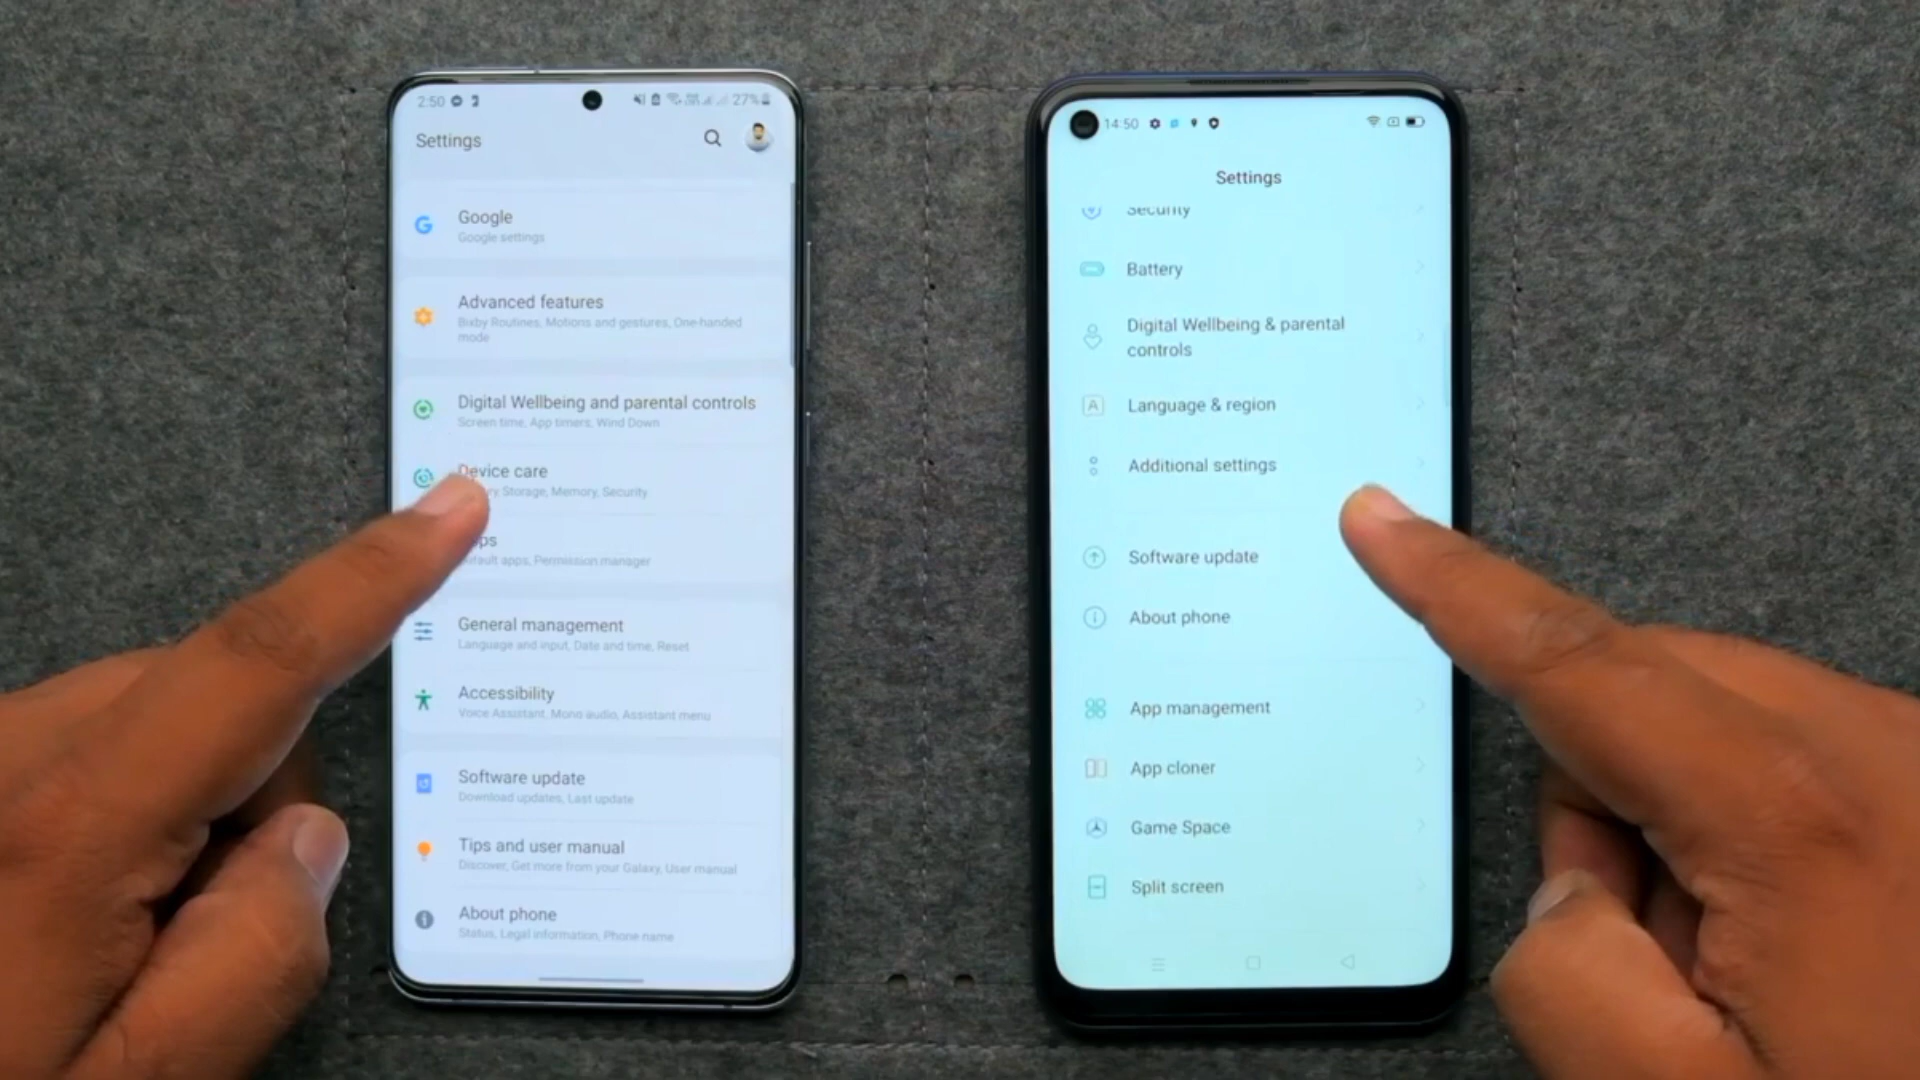 2:50
27%
Settings
Google
Google settings
Advanced features
Bixby Routines, Motions and gestures, One-handed
mode
Digital Wellbeing and parental controls
Screen time, App timers, Wind Down
Device care
Storage, Memory, Security
apps, Permission manager
General management
Language and input, Date and time, Reset
Accessibility
Voice Assistant, Mono audio, Assistant menu
Software update
Download updates, Last update
Tips and user manual
Discover, Get more from your Galaxy, User manual
About phone
Status, Legal information, Phone name
14:50
Settings
Security
Battery
Digital Wellbeing & parental
controls
A
Language & region
Additional settings
Software update
About phone
App management
App cloner
Game Space
Split screen